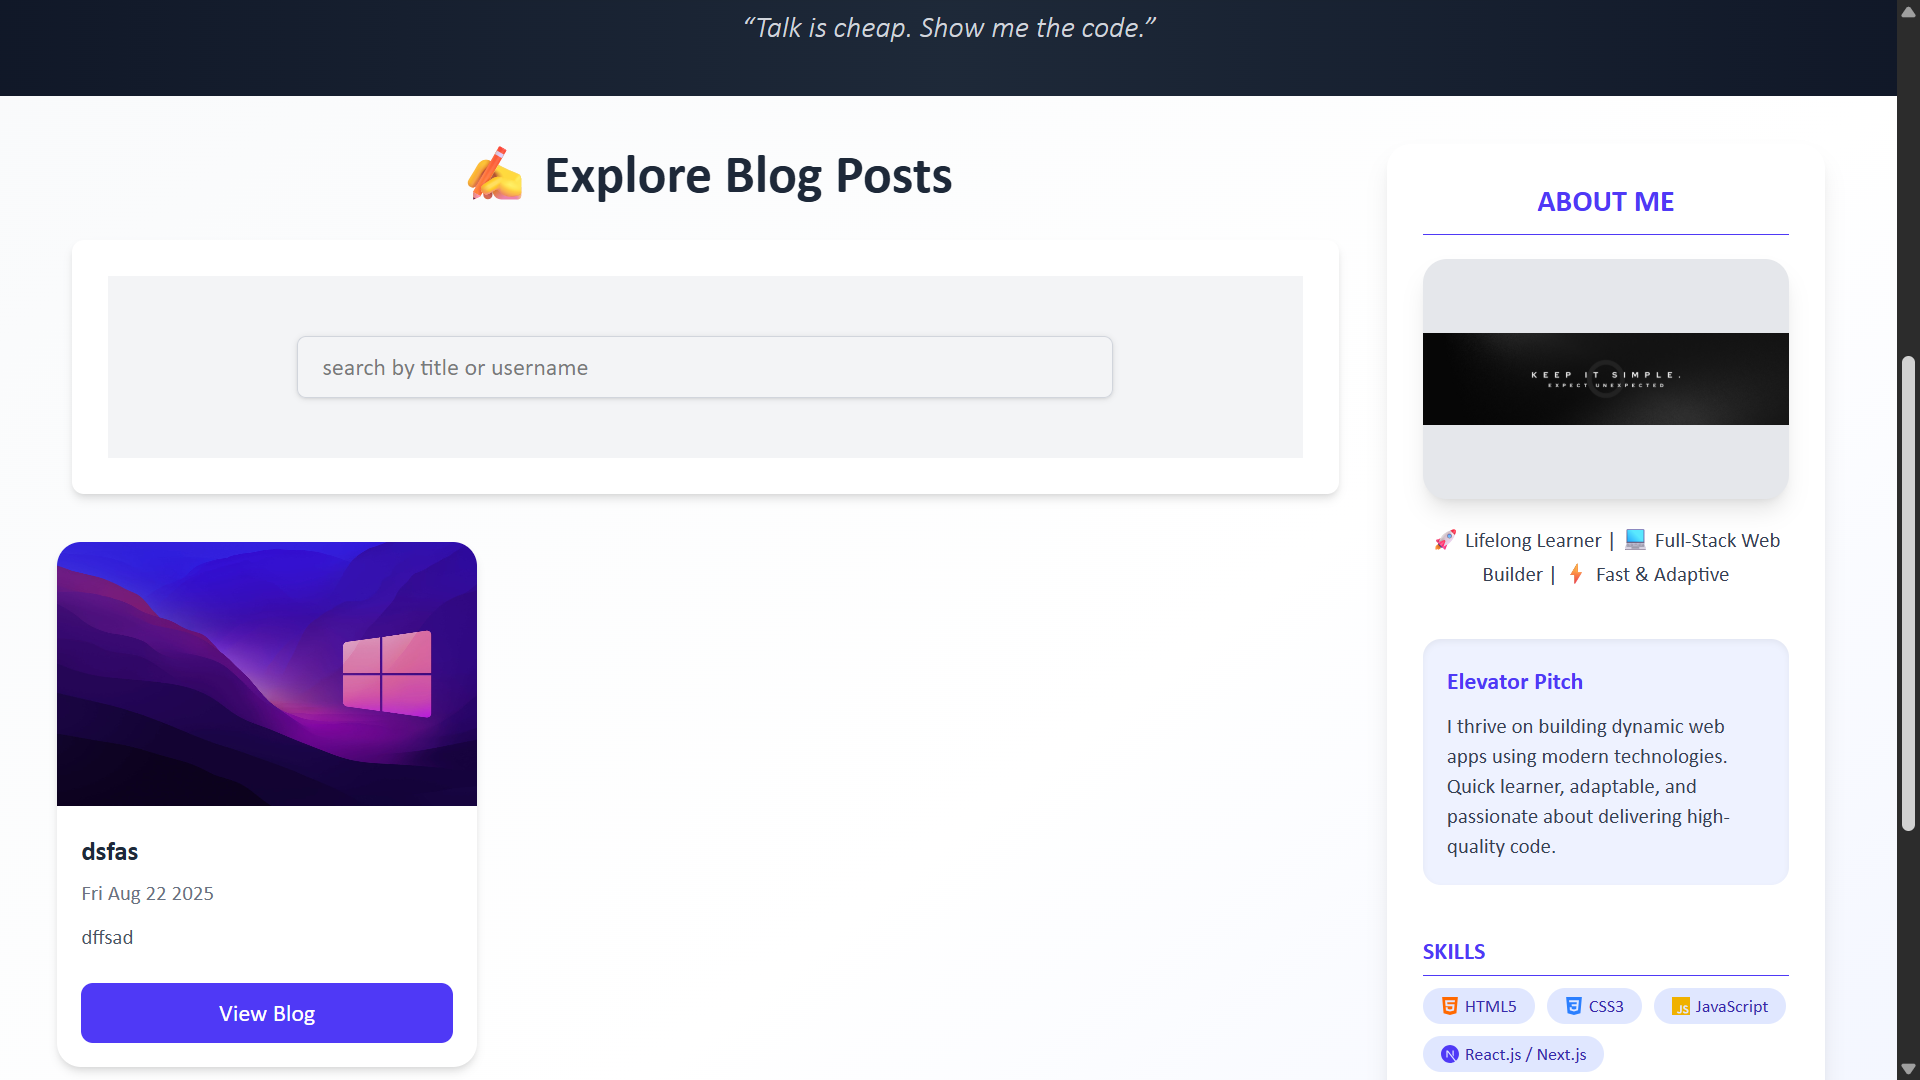 “Talk is cheap. Show me the code.”
Explore Blog Posts
search by title or username
dsfas
Fri Aug 22 2025
dffsad
View Blog
ABOUT ME
KEEP IT SIMPLE.
EXPECT UNEXPECTED
Lifelong Learner | Full-Stack Web
Builder | Fast & Adaptive
Elevator Pitch
I thrive on building dynamic web
apps using modern technologies.
Quick learner, adaptable, and
passionate about delivering high-
quality code.
SKILLS
HTML5
CSS3
JavaScript
React.js / Next.js